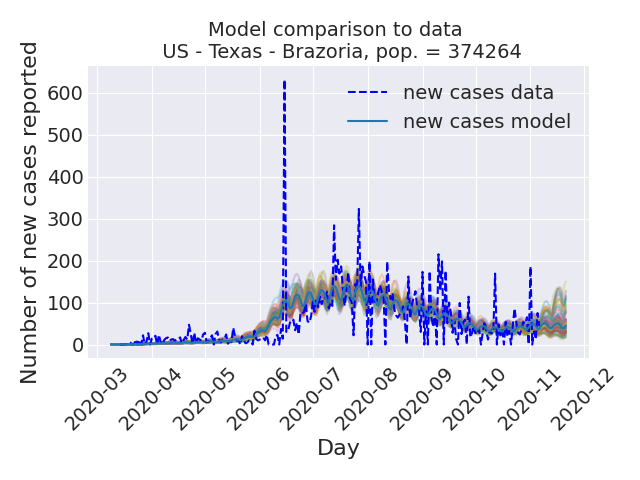 Model comparison to data
US - Texas - Brazoria, pop. = 374264
Number of new cases reported
600
500
400
300
200
100
0
new cases data
new cases model
2020-03
2020-04
2020-05
2020-06
2020-07
2020-08
2020-09
2020-10
2020-11
2020-12
Day